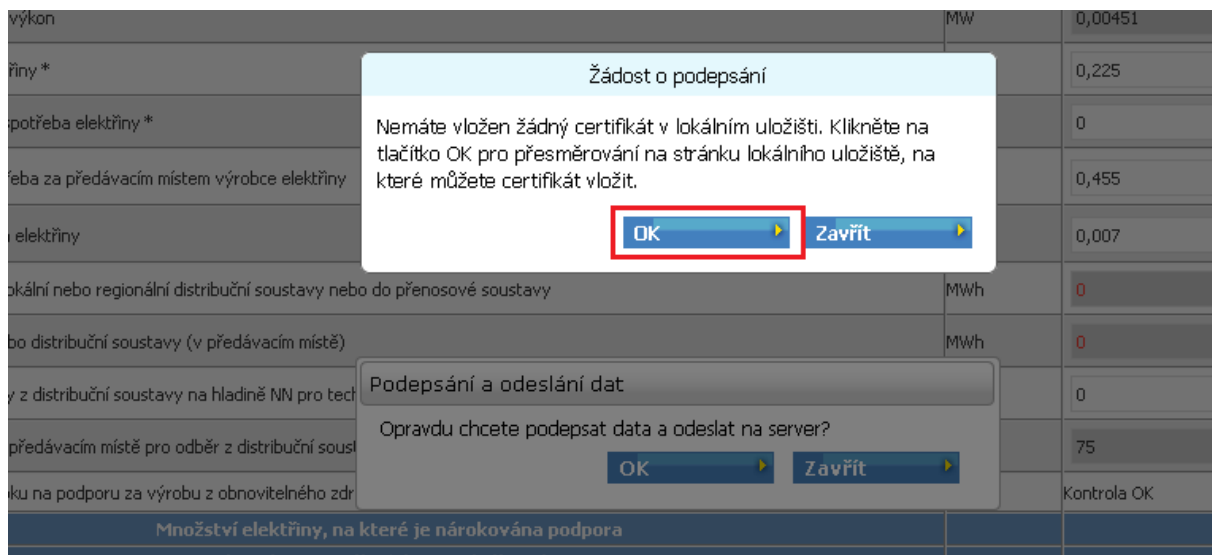 výkon MW 0,00451
řiny * 0,225
Žádost o podepsání
Nemáte vložen žádný certifikát v lokálním uložišti. Klikněte na
tlačítko OK pro přesměrování na stránku lokálního uložiště, na
které můžete certifikát vložit.
OK Zavřít
spotřeba elektřiny * 0
řeba za předávacím místem výrobce elektřiny 0,455
elektřiny 0,007
okální nebo regionální distribuční soustavy nebo do přenosové soustavy MWh 0
bo distribuční soustavy (v předávacím místě) MWh 0
y z distribuční soustavy na hladině NN pro tech 0
Podepsání a odeslání dat
Opravdu chcete podepsat data a odeslat na server?
OK Zavřít
předávacím místě pro odběr z distribuční soust 75
ku na podporu za výrobu z obnovitelného zdr Kontrola OK
Množství elektřiny, na které je nárokována podpora